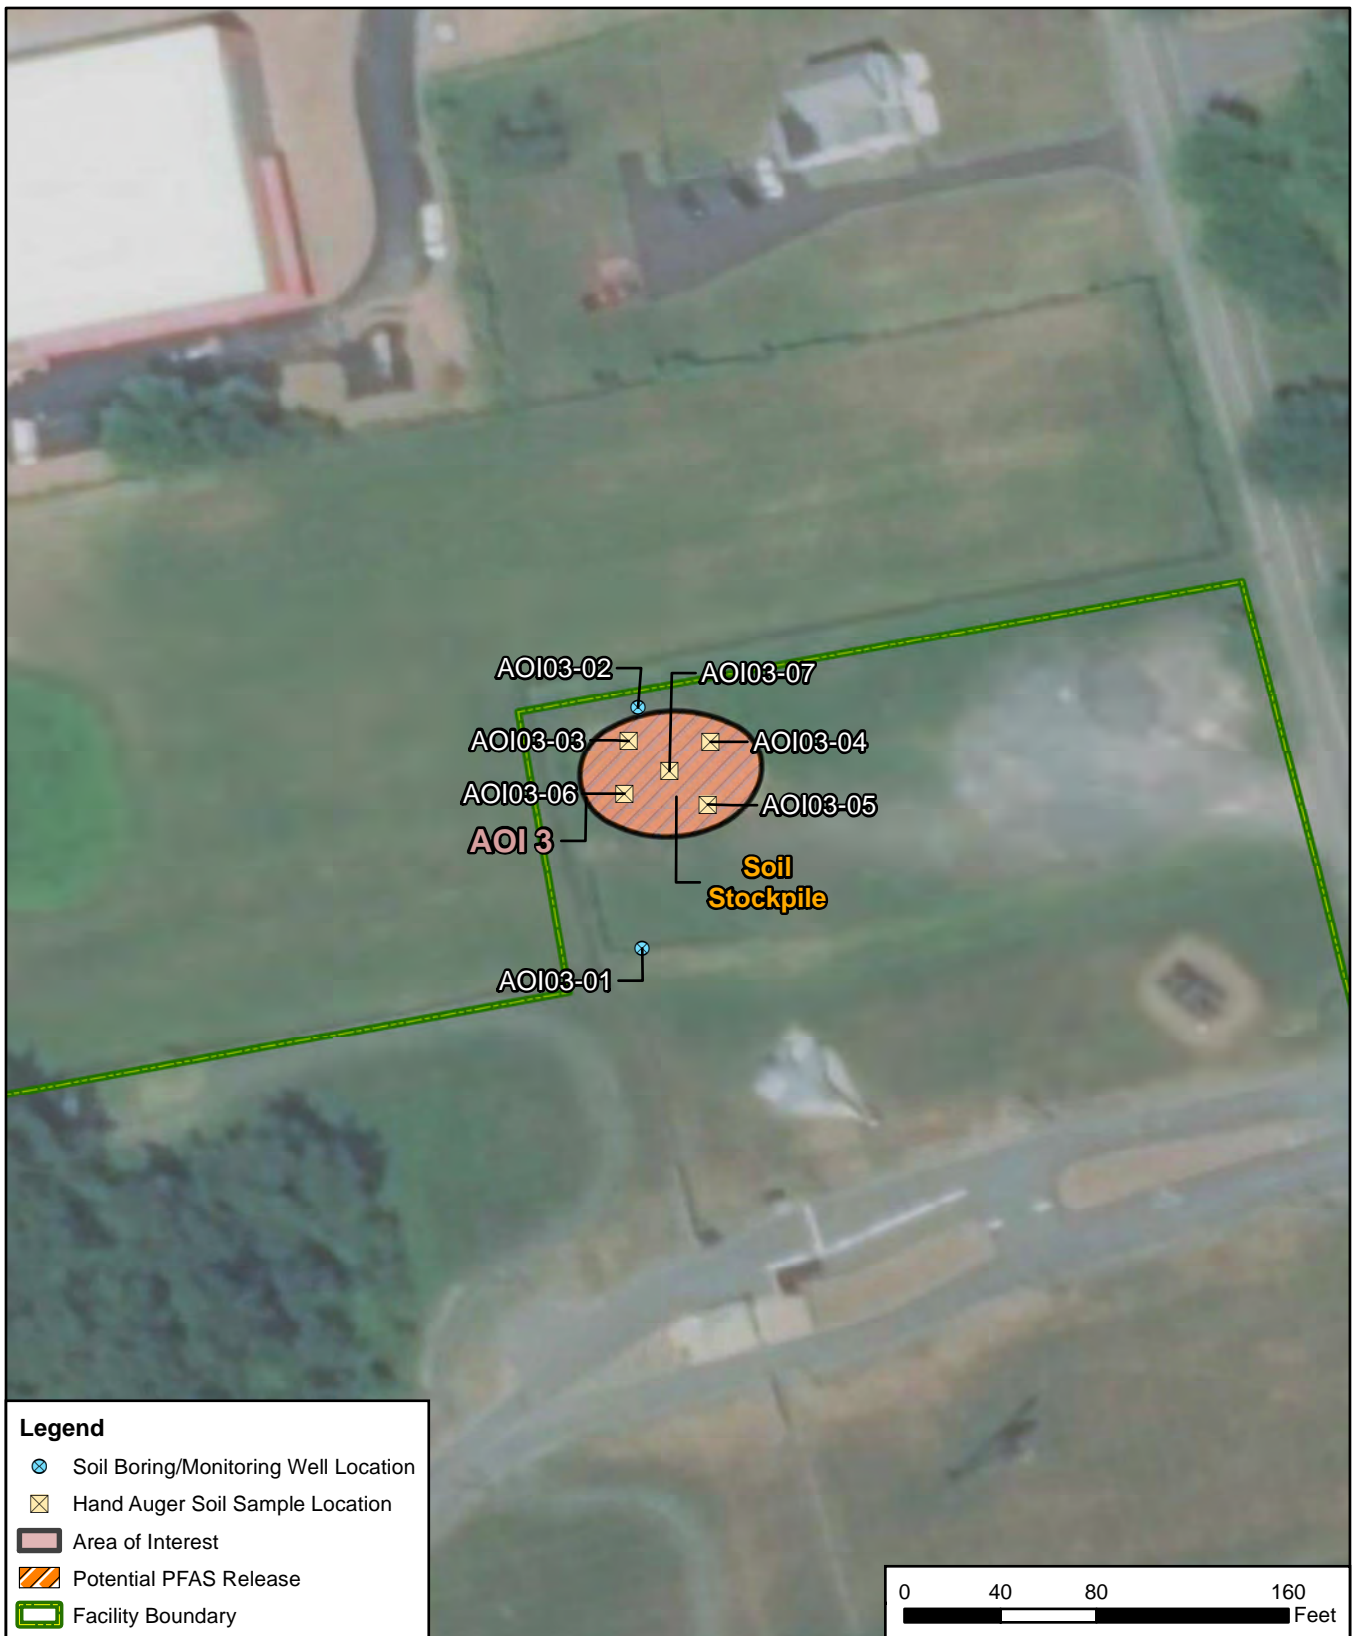 AOI03-02
AOI03-07
AOI03-03
AOI03-04
AOI03-06
AOI03-05
AOI 3
Soil
Stockpile
AOI03-01
Legend
Soil Boring/Monitoring Well Location
Hand Auger Soil Sample Location
Area of Interest
Potential PFAS Release
Facility Boundary
0 40 80 160
Feet